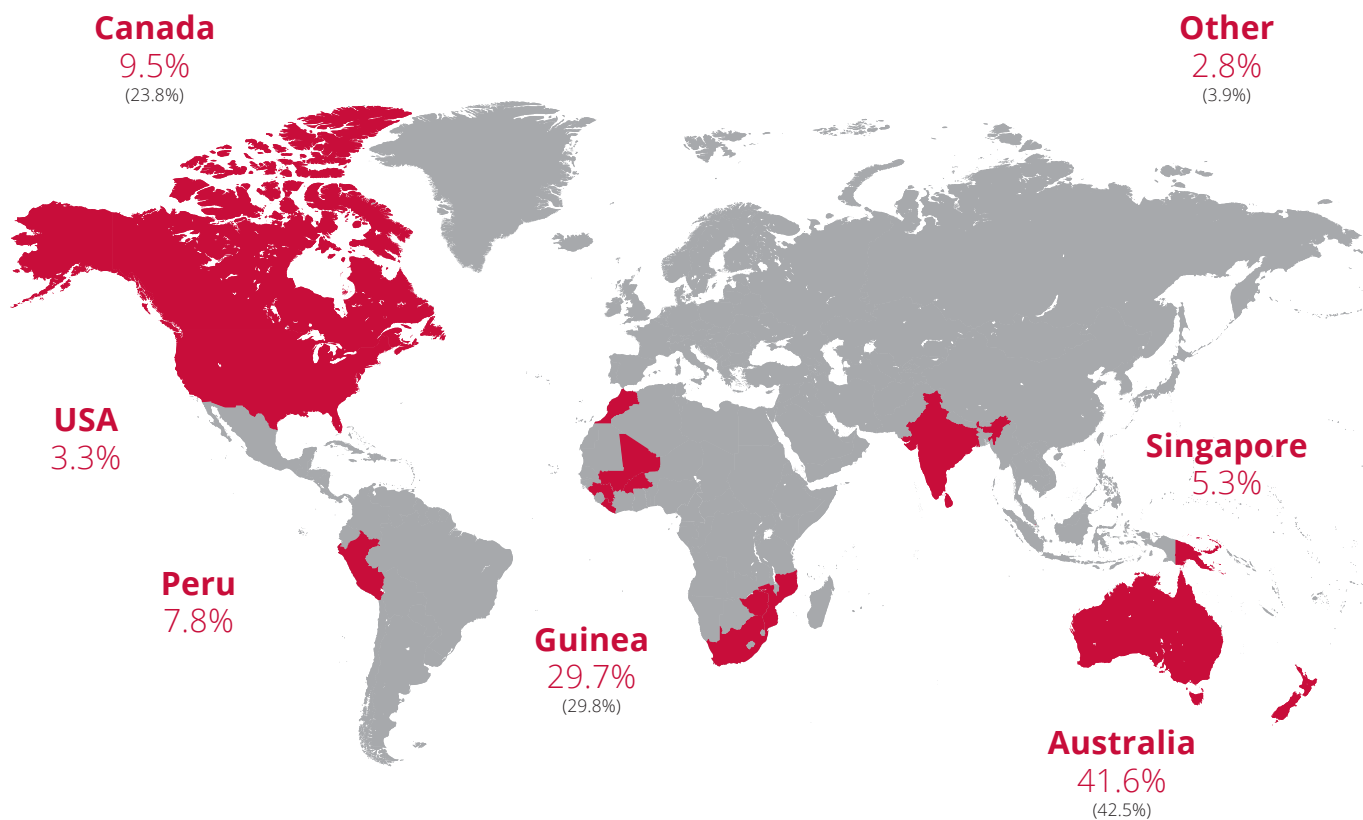 Canada
9.5%
(23.8%)
Other
2.8%
(3.9%)
USA
3.3%
Singapore
5.3%
Peru
7.8%
Guinea
29.7%
(29.8%)
Australia
41.6%
(42.5%)